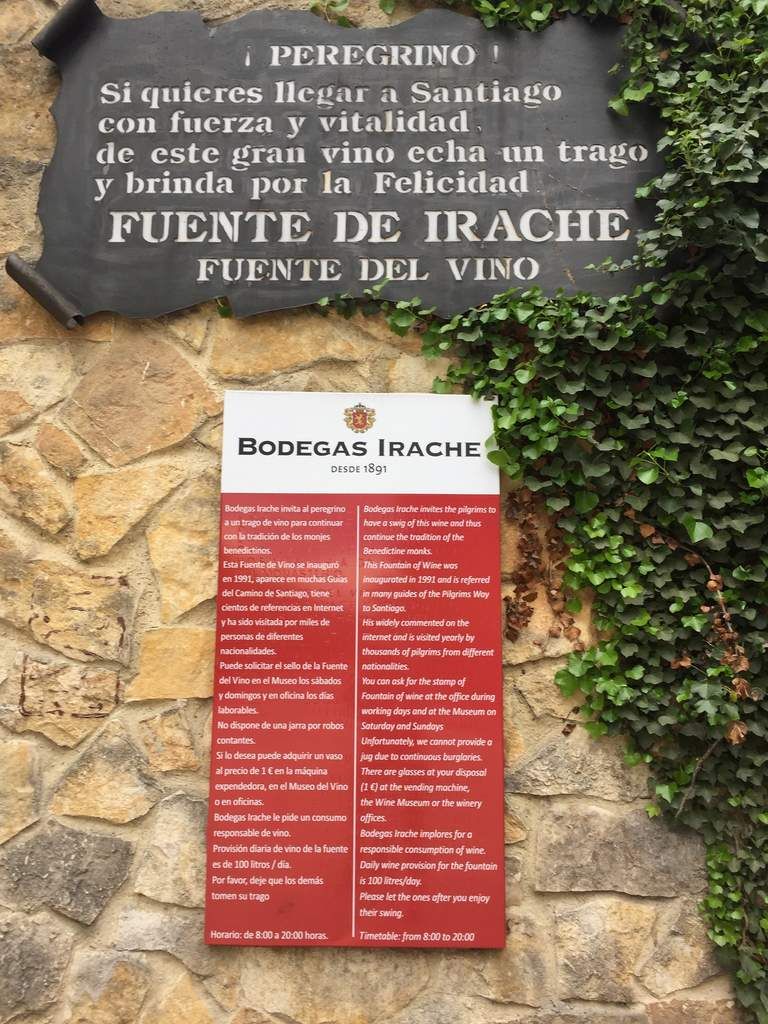 ¡ PEREGRINO !
Si quieres llegar a Santiago
con fuerza y vitalidad,
de este gran vino echa un trago
y brinda por la Felicidad.
FUENTE DE IRACHE
FUENTE DEL VINO
BODEGAS IRACHE
DESDE 1891
Bodegas Irache invita al peregrino
a un trago de vino para continuar
con la tradición de los monjes
benedictinos.
Esta Fuente de Vino se inauguró
en 1991, aparece en muchas Guías
del Camino de Santiago, tiene
cientos de referencias en Internet
y ha sido visitada por miles de
personas de diferentes
nacionalidades.
Puede solicitar el sello de la Fuente
del Vino en el Museo los sábados
y domingos y en oficina los días
laborables.
No dispone de una jarra por robos
contantes.
Si lo desea puede adquirir un vaso
al precio de 1 € en la máquina
expendedora, en el Museo del Vino
o en oficinas.
Bodegas Irache le pide un consumo
responsable de vino.
Provisión diaria de vino de la fuente
es de 100 litros / día.
Por favor, deje que los demás
tomen su trago
Horario: de 8:00 a 20:00 horas.
Bodegas Irache invites the pilgrims to
have a swig of this wine and thus
continue the tradition of the
Benedictine monks.
This Fountain of Wine was
inaugurated in 1991 and is referred
in many guides of the Pilgrims Way
to Santiago.
His widely commented on the
internet and is visited yearly by
thousands of pilgrims from different
nationalities.
You can ask for the stamp of
Fountain of wine at the office during
working days and at the Museum on
Saturday and Sundays
Unfortunately, we cannot provide a
jug due to continuous burglaries.
There are glasses at your disposal
(1 €) at the vending machine,
the Wine Museum or the winery
offices.
Bodegas Irache implores for a
responsible consumption of wine.
Daily wine provision for the fountain
is 100 litres/day.
Please let the ones after you enjoy
their swing.
Timetable: from 8:00 to 20:00